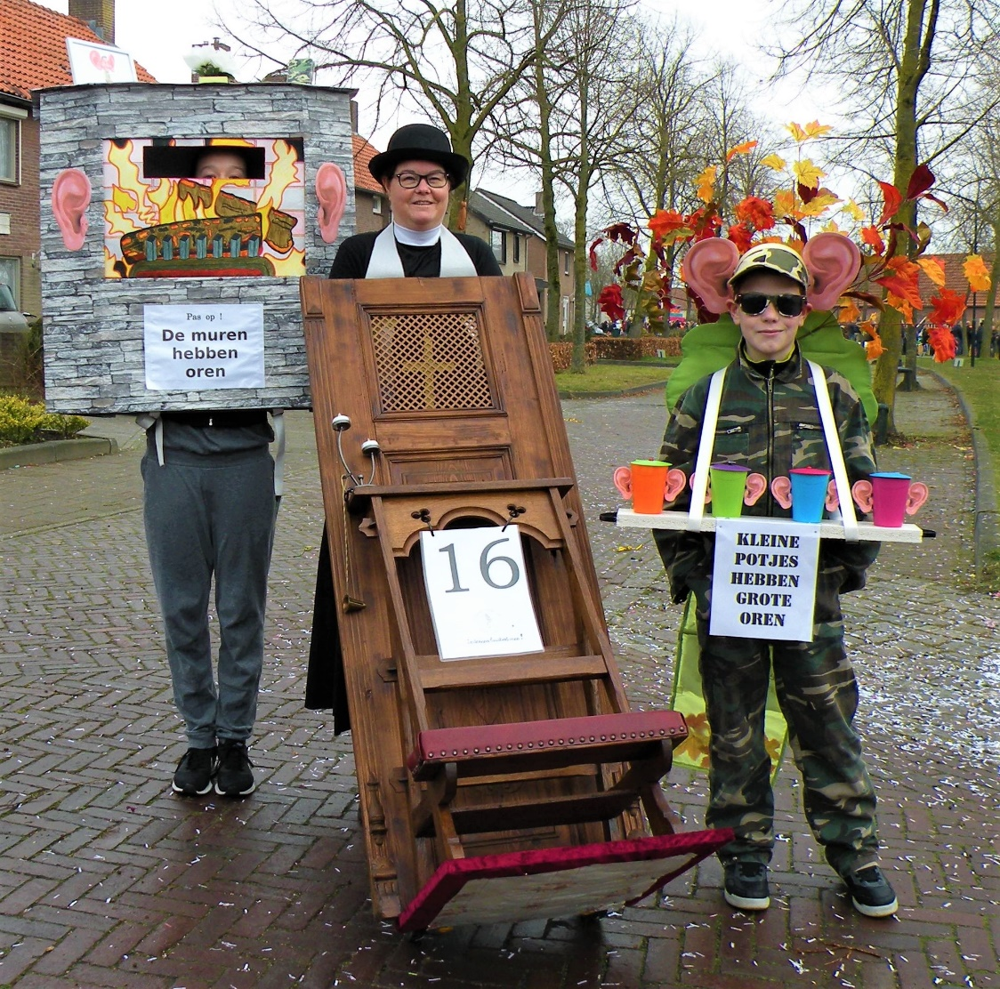 Pas op !
De muren
hebben
oren
16
KLEINE
POTJES
HEBBEN
GROTE
OREN